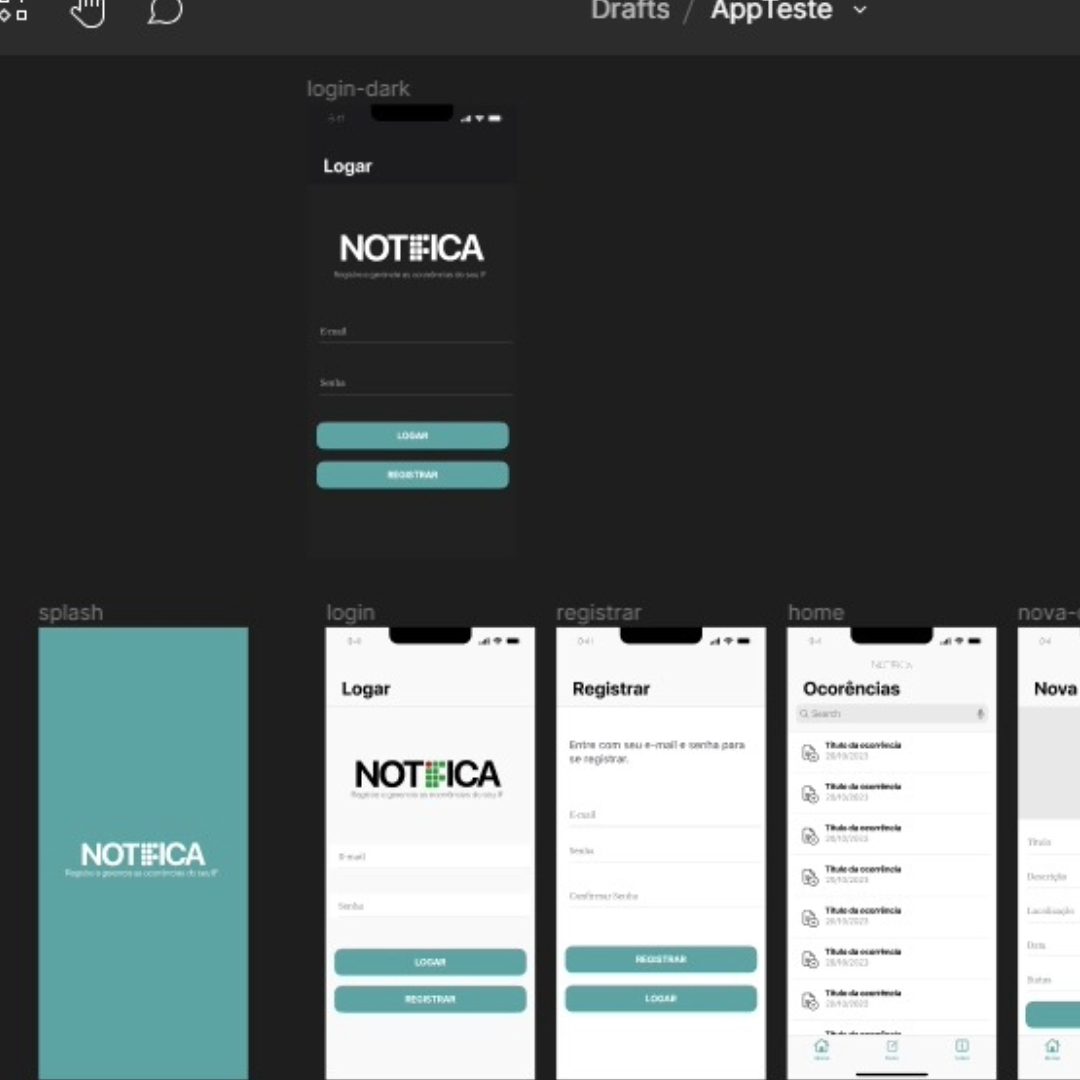 Drafts / AppTeste
login-dark
Logar
NOTIFICA
Registre e gerencie as ocorrências do seu IF
E-mail
Senha
LOGAR
REGISTRAR
splash
NOTIFICA
Registre e gerencie as ocorrências do seu IF
login
Logar
NOTIFICA
Registre e gerencie as ocorrências do seu IF
E-mail
Senha
LOGAR
REGISTRAR
registrar
Registrar
Entre com seu e-mail e senha para
se registrar.
E-mail
Senha
Confirmar Senha
REGISTRAR
LOGAR
home
NOTIFICA
Ocorências
Search
Título da ocorrência
28/10/2023
Título da ocorrência
28/10/2023
Título da ocorrência
28/10/2023
Título da ocorrência
28/10/2023
Título da ocorrência
28/10/2023
Título da ocorrência
28/10/2023
Título da ocorrência
28/10/2023
Título da ocorrência
nova-
Nova
Título
Descrição
Localização
Data
Status